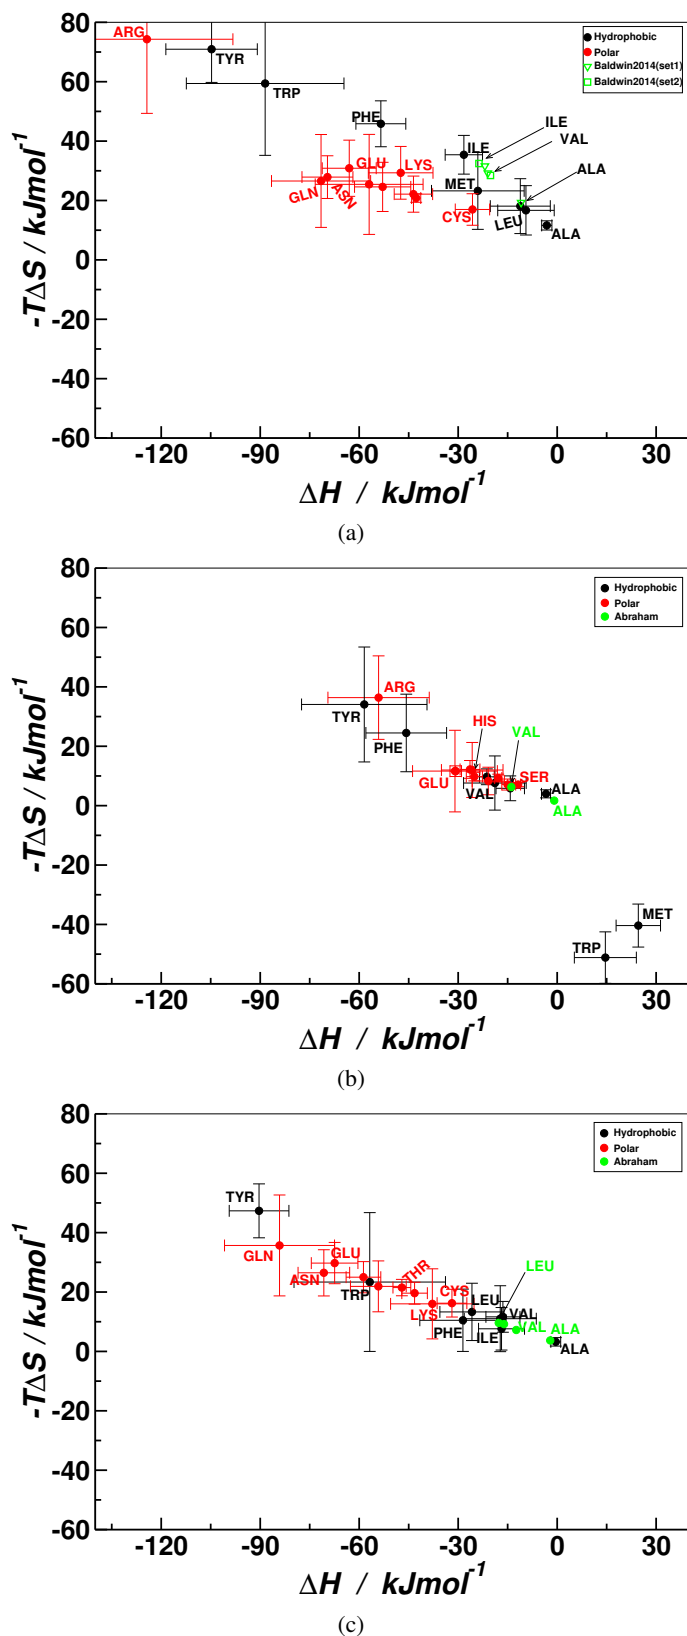 80
60
40
20
0
-20
-40
-60
-TΔS / kJmol⁻¹
ARG
TYR
TRP
PHE
GLU
LYS
GLN
ASN
CYS
ILE
MET
LEU
ALA
ILE
VAL
ALA
Hydrophobic
Polar
Baldwin2014(set1)
Baldwin2014(set2)
-120 -90 -60 -30 0 30
ΔH / kJmol⁻¹
(a)
80
60
40
20
0
-20
-40
-60
-TΔS / kJmol⁻¹
Hydrophobic
Polar
Abraham
ARG
TYR
PHE
HIS
VAL
GLU
VAL
SER
ALA
ALA
MET
TRP
-120 -90 -60 -30 0 30
ΔH / kJmol⁻¹
(b)
80
60
40
20
0
-20
-40
-60
-TΔS / kJmol⁻¹
Hydrophobic
Polar
Abraham
TYR
GLN
GLU
ASN
TRP
THR
LYS
CYS
LEU
LEU
VAL
PHE
ILE
VAL
ALA
ALA
-120 -90 -60 -30 0 30
ΔH / kJmol⁻¹
(c)